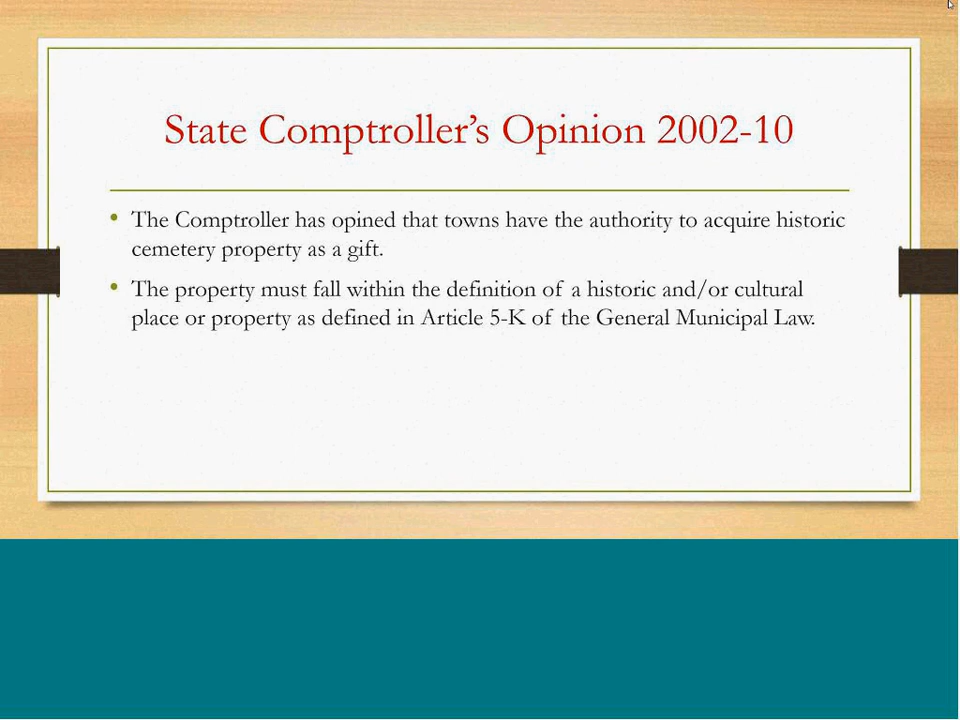 State Comptroller’s Opinion 2002-10
• The Comptroller has opined that towns have the authority to acquire historic
cemetery property as a gift.
• The property must fall within the definition of a historic and/or cultural
place or property as defined in Article 5-K of the General Municipal Law.